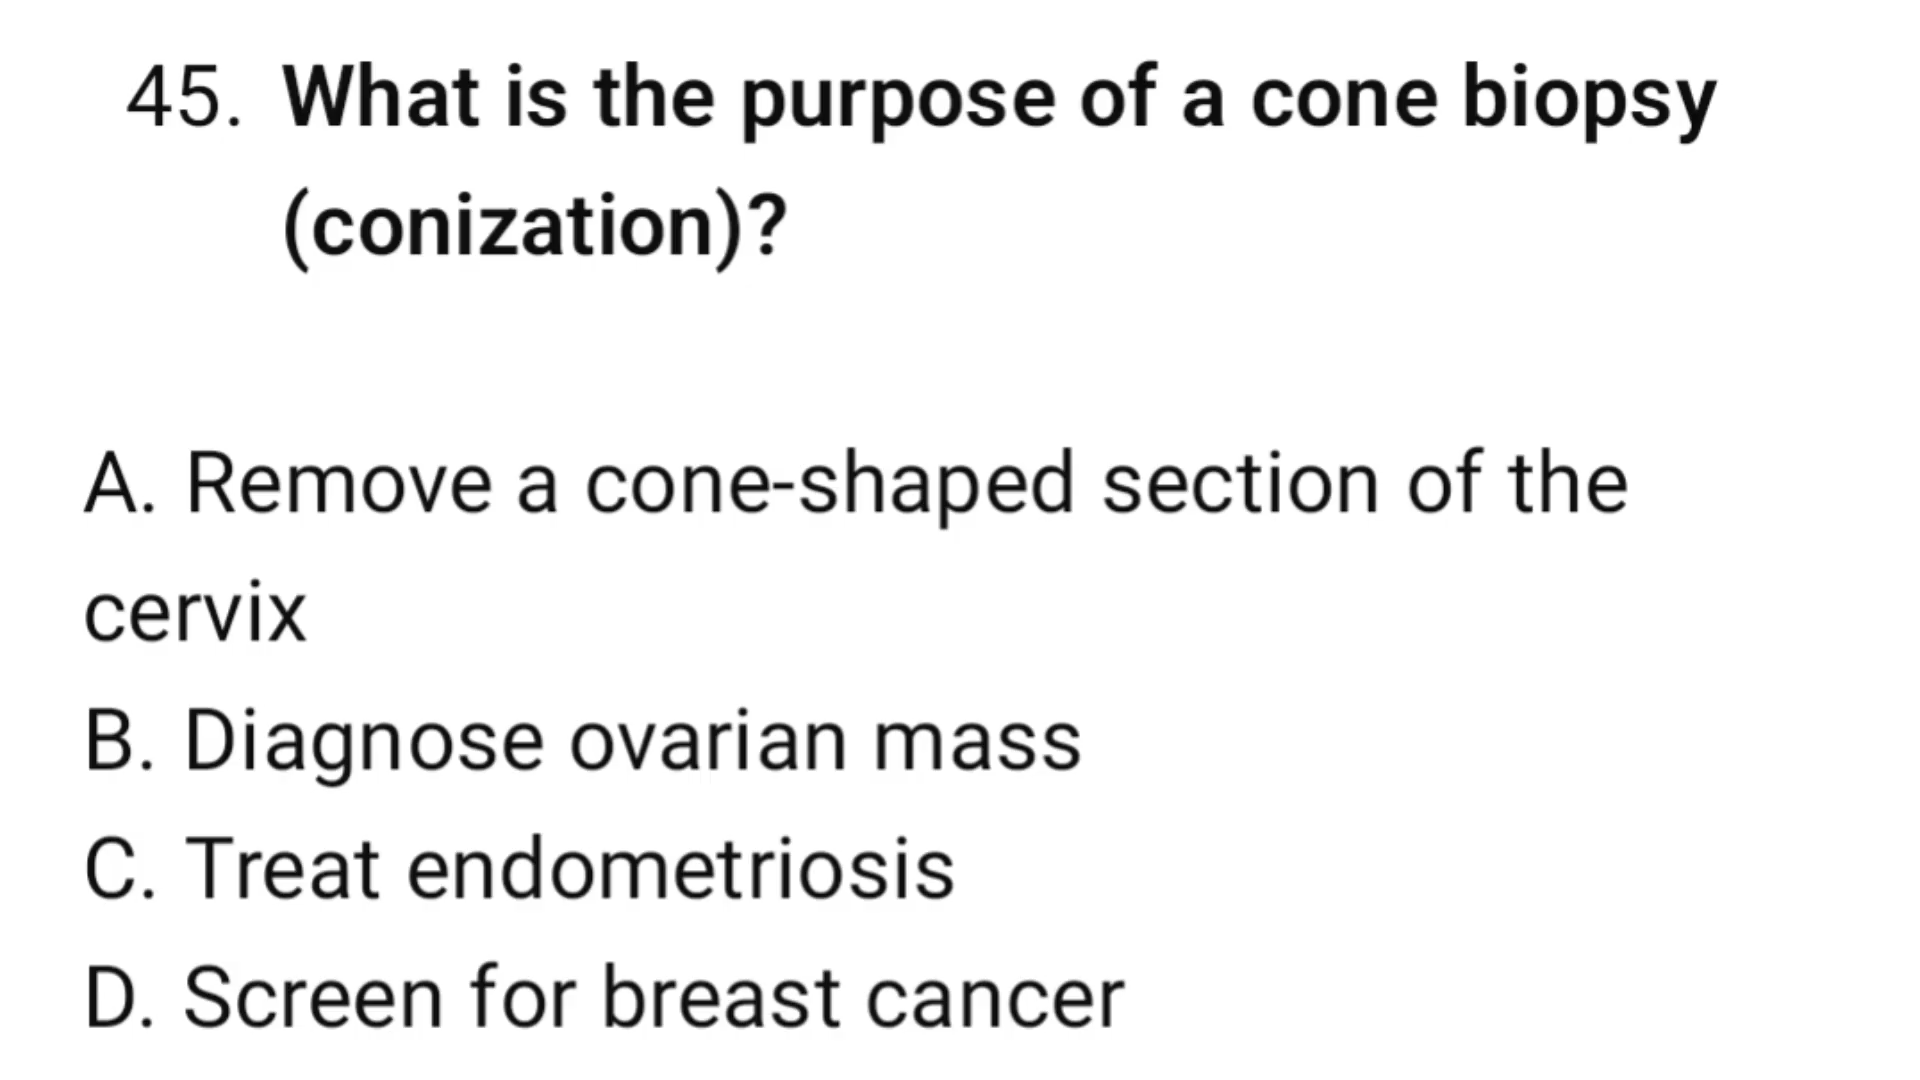 45. What is the purpose of a cone biopsy
(conization)?
A. Remove a cone-shaped section of the
cervix
B. Diagnose ovarian mass
C. Treat endometriosis
D. Screen for breast cancer